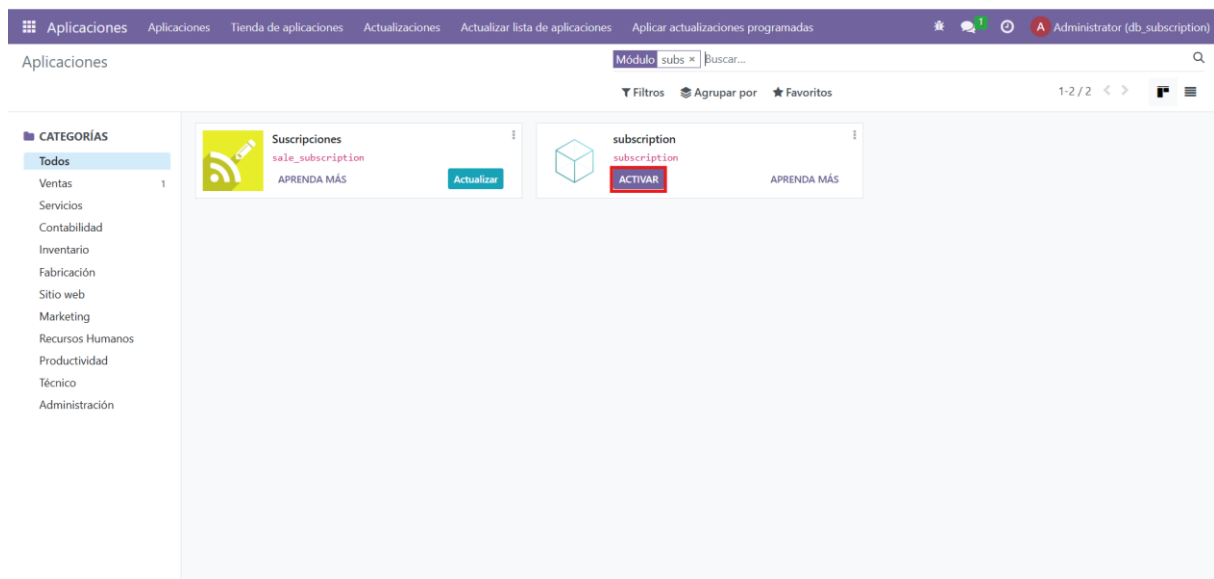 Aplicaciones Aplicaciones Tienda de aplicaciones Actualizaciones Actualizar lista de aplicaciones Aplicar actualizaciones programadas 1 A Administrator (db_subscription)
Aplicaciones Módulo subs × Buscar...
Filtros Agrupar por Favoritos 1-2 / 2
CATEGORÍAS
Todos
Ventas 1
Servicios
Contabilidad
Inventario
Fabricación
Sitio web
Marketing
Recursos Humanos
Productividad
Técnico
Administración
Suscripciones
sale_subscription
APRENDA MÁS Actualizar
subscription
subscription
ACTIVAR APRENDA MÁS